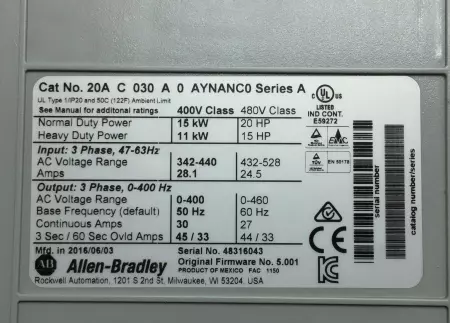 Cat No. 20A C 030 A 0 AYNANC0 Series A
UL Type 1/IP20 and 50C (122F) Ambient Limit
See Manual for additonal ratings 400V Class 480V Class
Normal Duty Power 15 kW 20 HP
Heavy Duty Power 11 kW 15 HP
Input: 3 Phase, 47-63Hz
AC Voltage Range 342-440 432-528
Amps 28.1 24.5
Output: 3 Phase, 0-400 Hz
AC Voltage Range 0-400 0-460
Base Frequency (default) 50 Hz 60 Hz
Continuous Amps 30 27
3 Sec / 60 Sec Ovld Amps 45 / 33 44 / 33
Mfd. in 2016/06/03 Serial No. 48316043
Original Firmware No. 5.001
AB Allen-Bradley PRODUCT OF MEXICO FAC 1150
Rockwell Automation, 1201 S 2nd St, Milwaukee, WI 53204. USA
UL
LISTED
IND CONT.
E59272
EMC
TÜV
EN 50178
serial number
catalog number/series